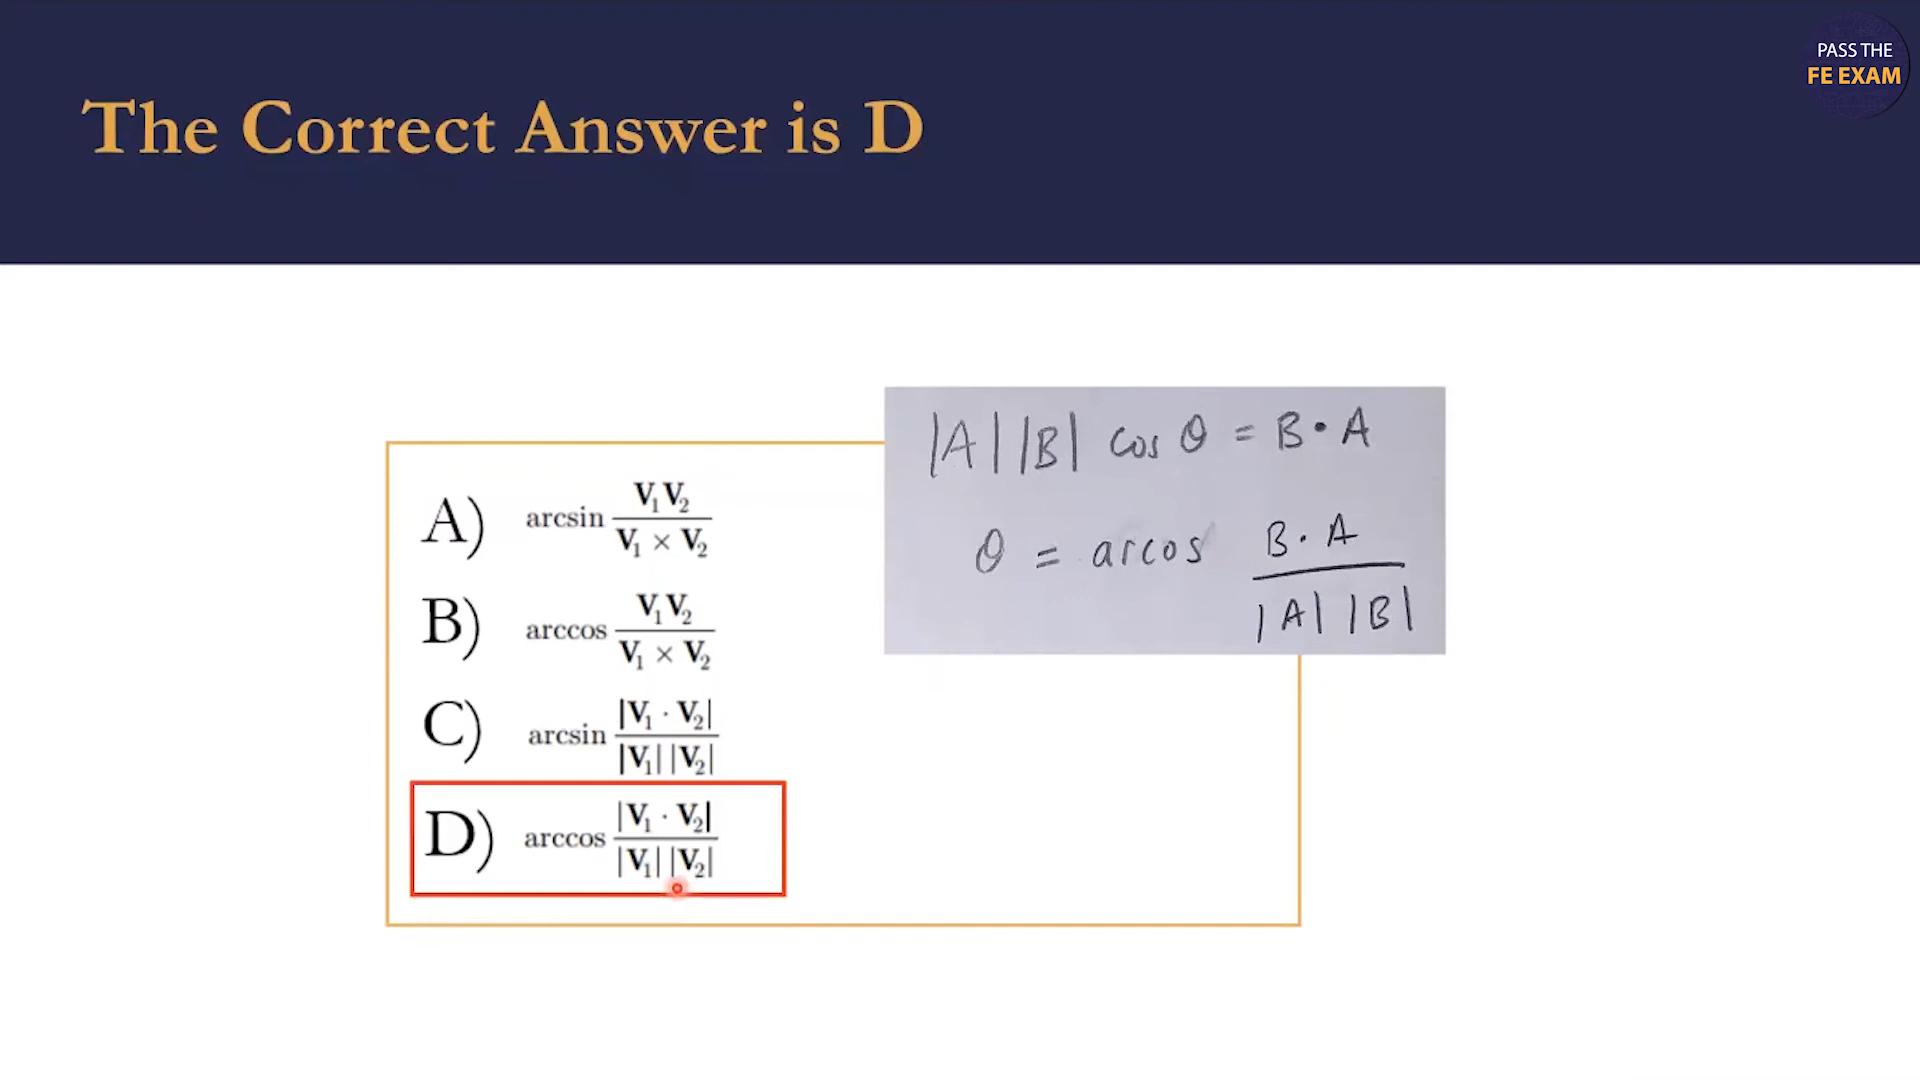 PASS THE
FE EXAM
The Correct Answer is D
A) arcsin V₁V₂ / V₁ × V₂
B) arccos V₁V₂ / V₁ × V₂
C) arcsin |V₁ · V₂| / |V₁| |V₂|
D) arccos |V₁ · V₂| / |V₁| |V₂|
|A| |B| cos θ = B · A
θ = arcos B · A / |A| |B|